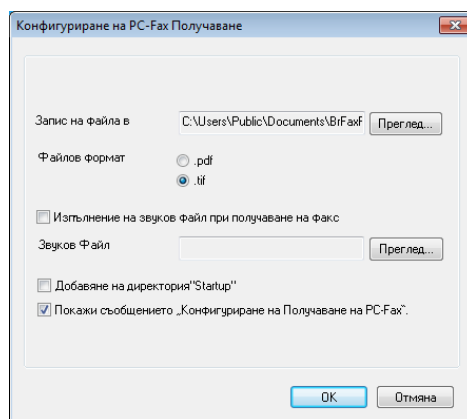 Конфигуриране на PC-Fax Получаване
Запис на файла в C:\Users\Public\Documents\BrFaxF Преглед...
Файлов формат .pdf
.tif
Изпълнение на звуков файл при получаване на факс
Звуков Файл Преглед...
Добавяне на директория"Startup"
Покажи съобщението „Конфигуриране на Получаване на PC-Fax“.
OK Отмяна